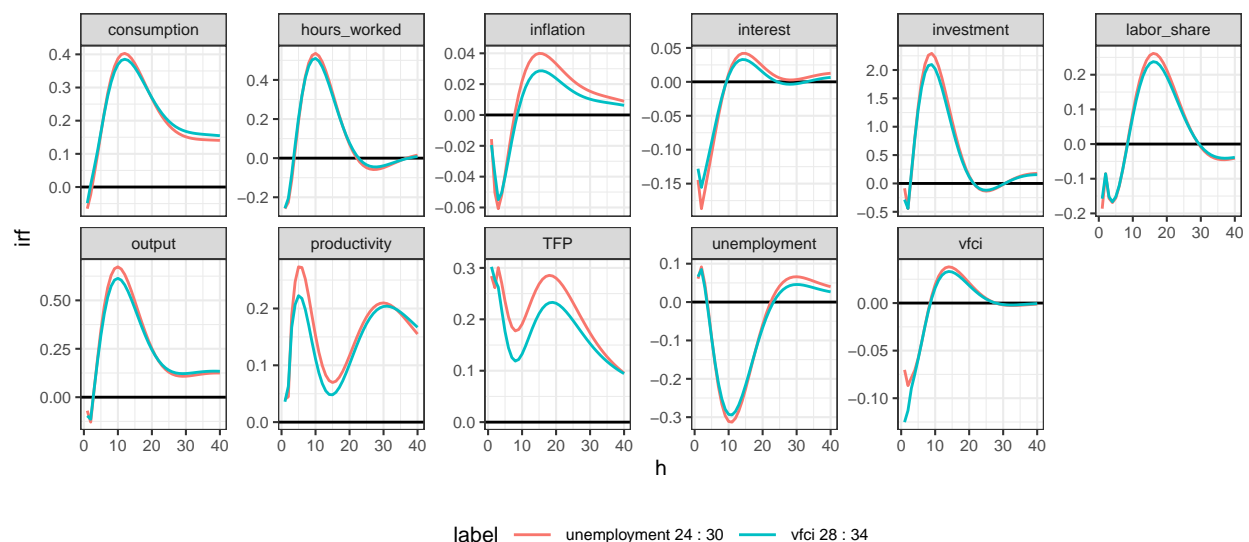 consumption hours_worked inflation interest investment labor_share
0.4 0.3 0.2 0.1 0.0
0.4 0.2 0.0 −0.2
0.04 0.02 0.00 −0.02 −0.04 −0.06
0.05 0.00 −0.05 −0.10 −0.15
2.0 1.5 1.0 0.5 0.0 −0.5
0.2 0.1 0.0 −0.1 −0.2
0 10 20 30 40
irf
output productivity TFP unemployment vfci
0.50 0.25 0.00
0.2 0.1 0.0
0.3 0.2 0.1 0.0
0.1 0.0 −0.1 −0.2 −0.3
0.00 −0.05 −0.10
0 10 20 30 40 0 10 20 30 40 0 10 20 30 40 0 10 20 30 40 0 10 20 30 40
h
label unemployment 24 : 30 vfci 28 : 34